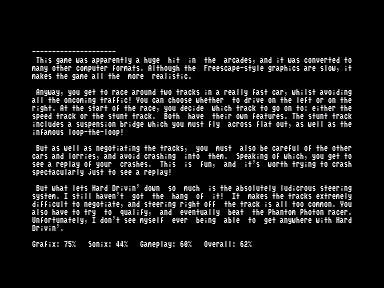 ---------------------
This game was apparently a huge hit in the arcades, and it was converted to
many other computer formats. Although the Freescape-style graphics are slow, it
makes the game all the more realistic.
Anyway, you get to race around two tracks in a really fast car, whilst avoiding
all the oncoming traffic! You can choose whether to drive on the left or on the
right. At the start of the race, you decide which track to go on to: either the
speed track or the stunt track. Both have their own features. The stunt track
includes a suspension bridge which you must fly across flat out, as well as the
infamous loop-the-loop!
But as well as negotiating the tracks, you must also be careful of the other
cars and lorries, and avoid crashing into them. Speaking of which, you get to
see a replay of your crashes. This is fun, and it's worth trying to crash
spectacularly just to see a replay!
But what lets Hard Drivin' down so much is the absolutely ludicrous steering
system. I still haven't got the hang of it! It makes the tracks extremely
difficult to negotiate, and steering right off the track is all too common. You
also have to try to qualify, and eventually beat the Phantom Photon racer.
Unfortunately, I don't see myself ever being able to get anywhere with Hard
Drivin'.
Grafix: 75% Sonix: 44% Gameplay: 60% Overall: 62%